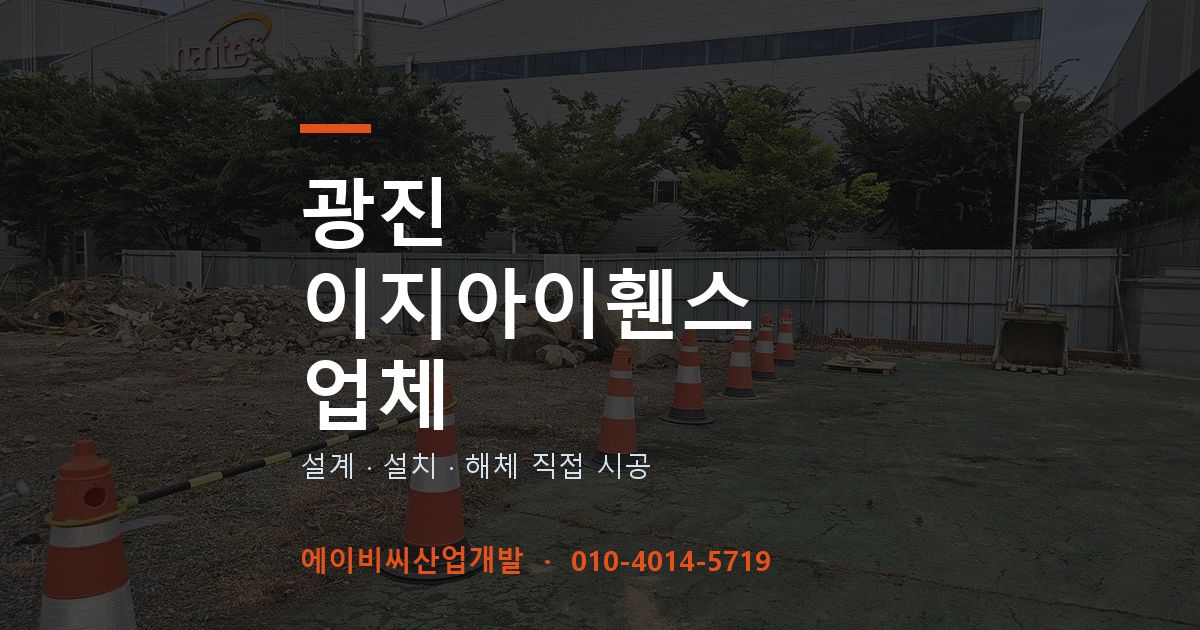 hantes
광진
이지아이휀스
업체
설계 · 설치 · 해체 직접 시공
에이비씨산업개발 · 010-4014-5719